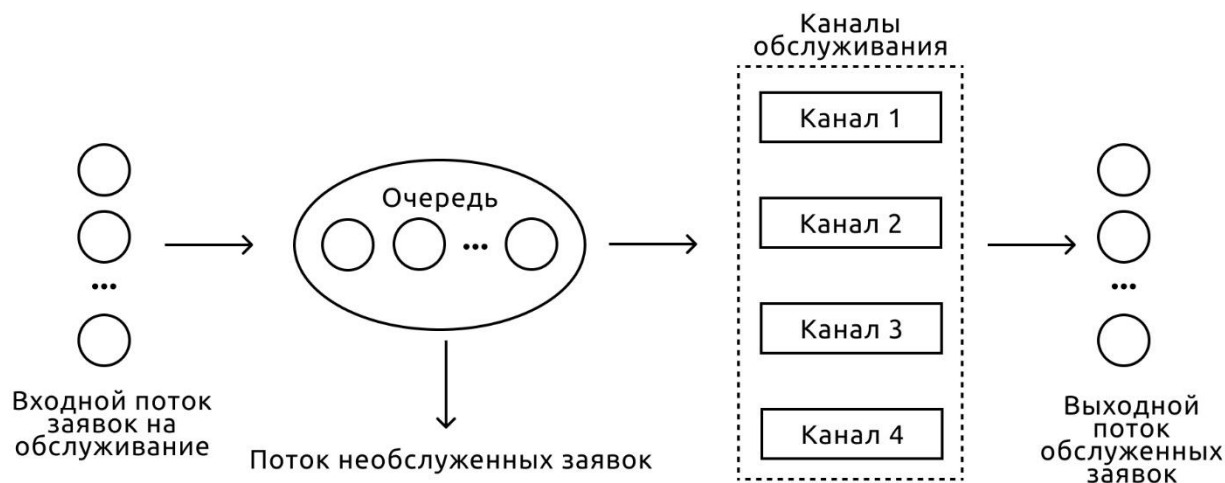 Каналы
обслуживания
Канал 1
Очередь
Канал 2
...
...
...
Канал 3
Входной поток
заявок на
обслуживание
Поток необслуженных заявок
Канал 4
Выходной
поток
обслуженных
заявок